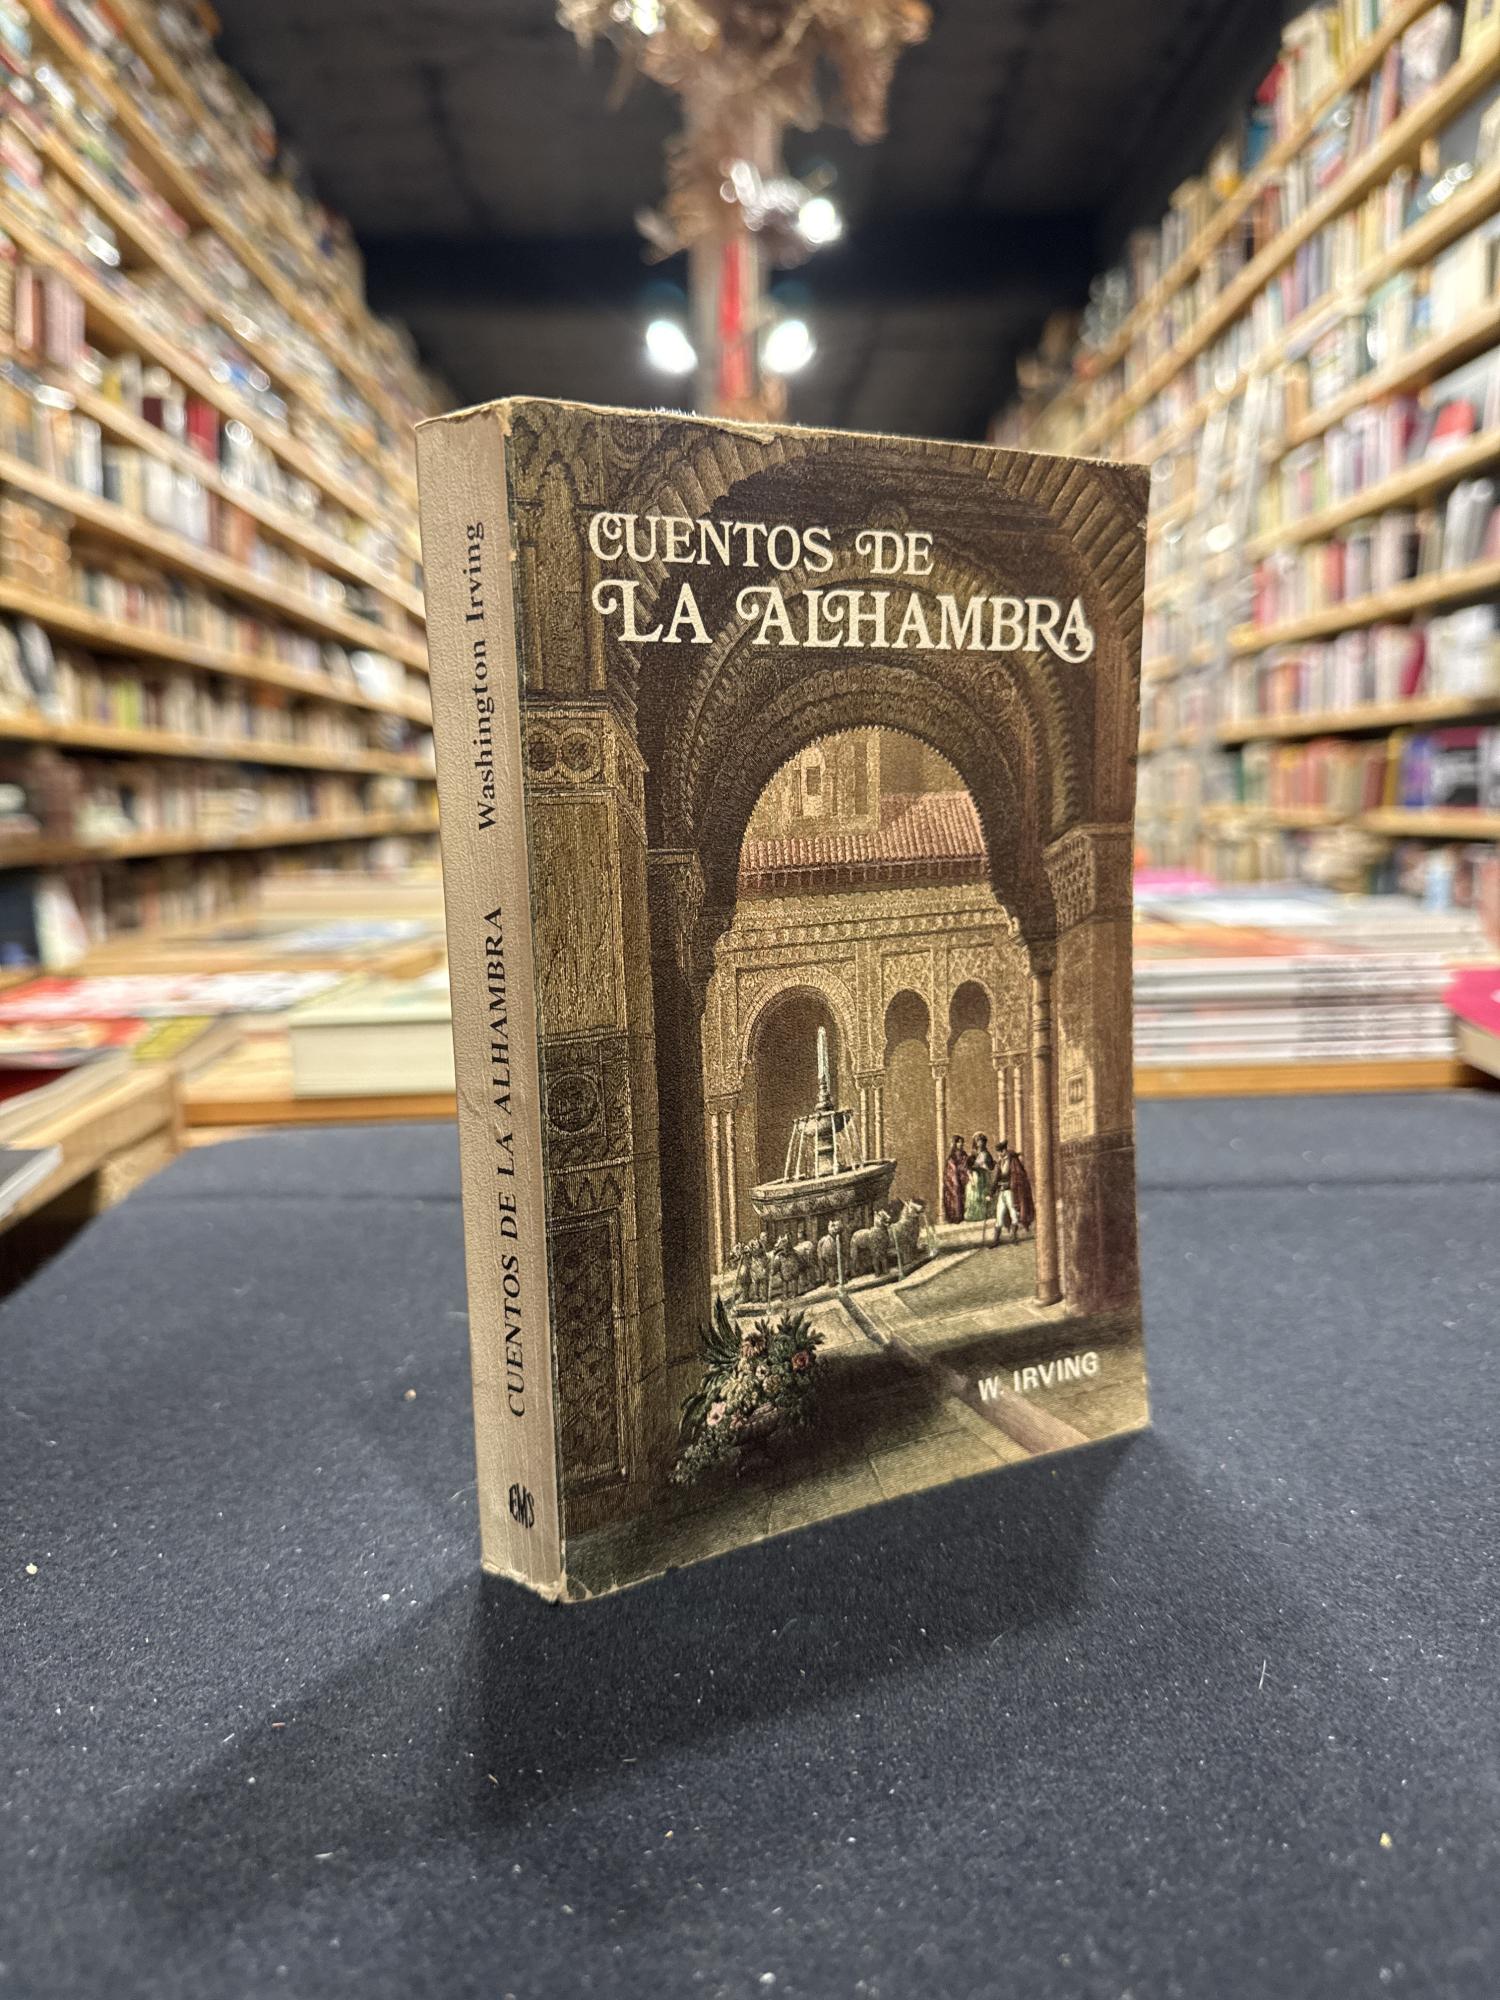 CUENTOS DE
LA ALHAMBRA
W. IRVING
CUENTOS DE LA ALHAMBRA Washington Irving
EMS